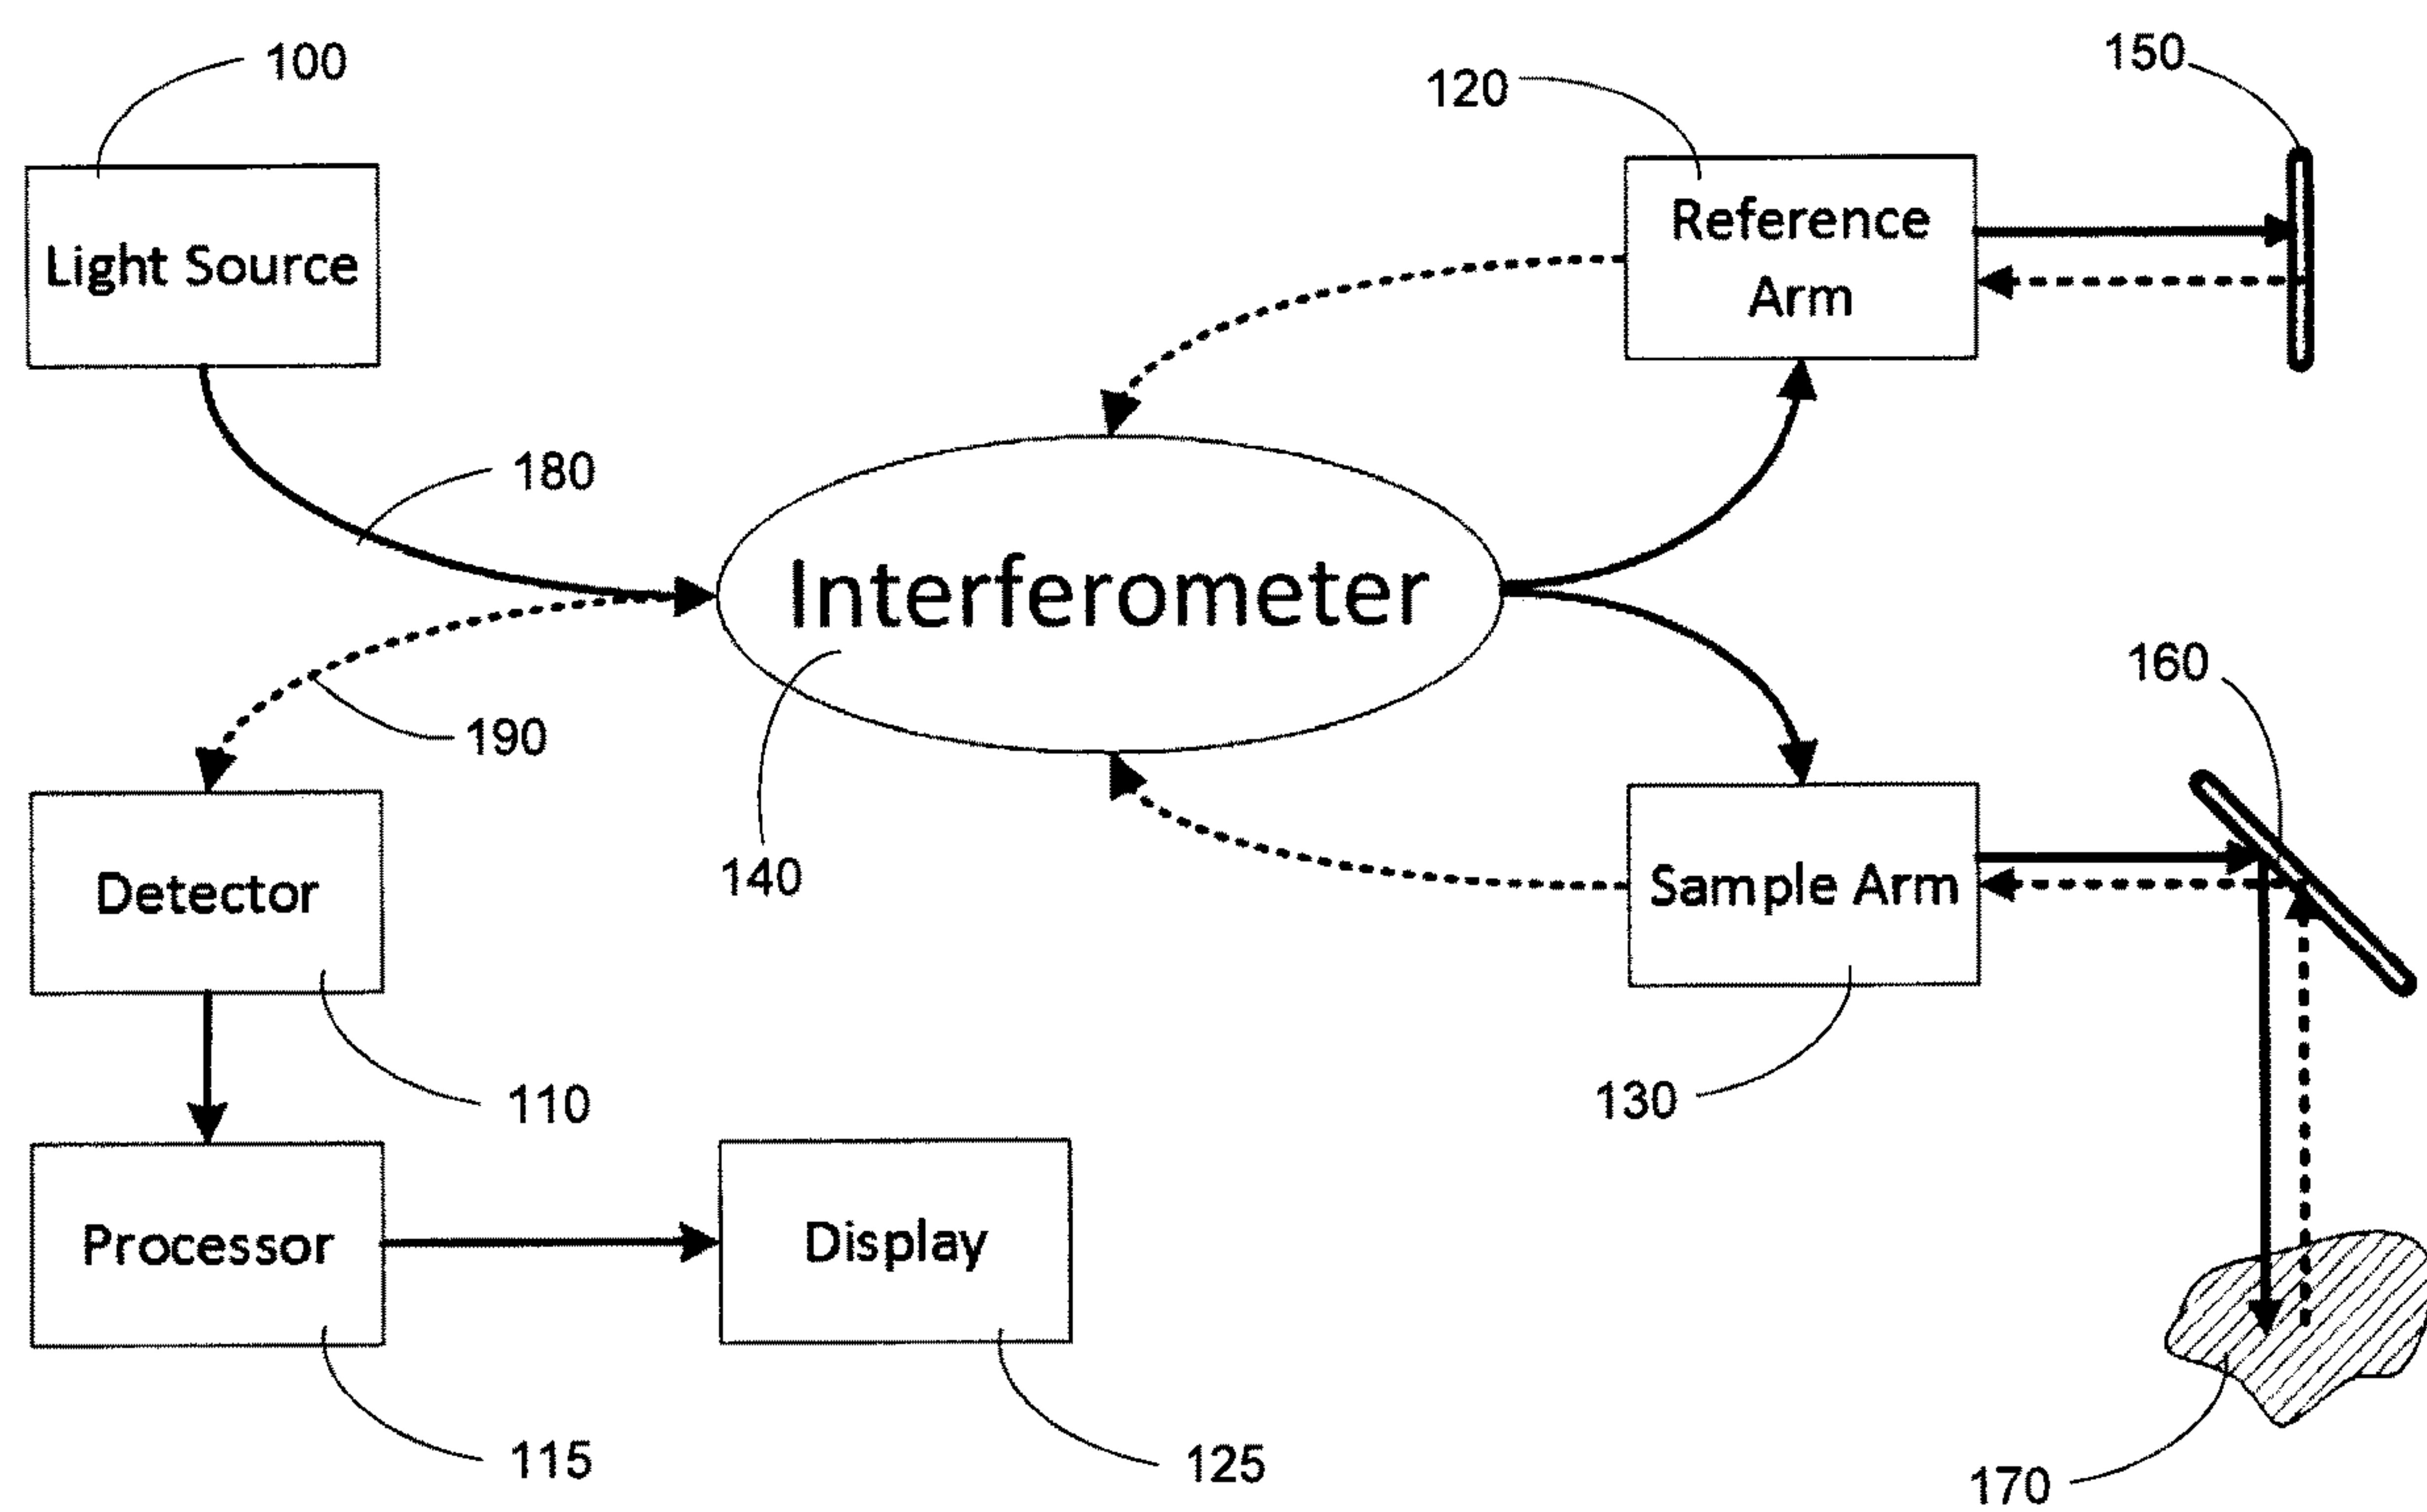 100
120
150
Light Source
Reference
Arm
180
Interferometer
160
190
140
Detector
Sample Arm
110
130
Processor
Display
115
125
170